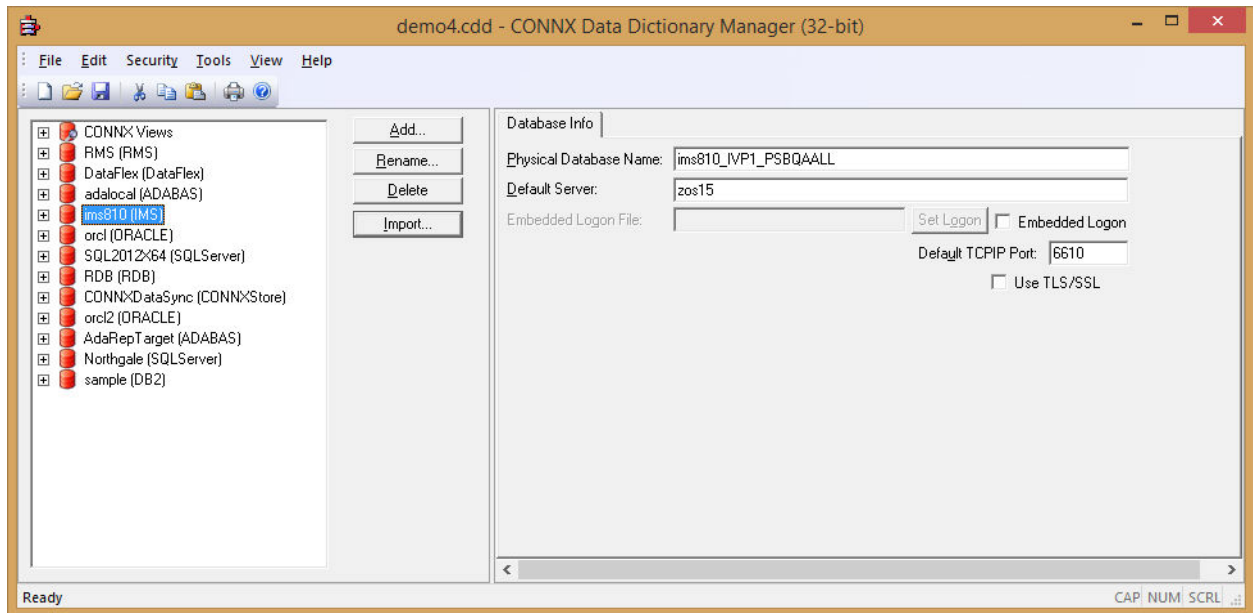 demo4.cdd - CONNX Data Dictionary Manager (32-bit)
File Edit Security Tools View Help
CONNX Views
RMS (RMS)
DataFlex (DataFlex)
adalocal (ADABAS)
ims810 (IMS)
orcl (ORACLE)
SQL2012X64 (SQLServer)
RDB (RDB)
CONNXDataSync (CONNXStore)
orcl2 (ORACLE)
AdaRepTarget (ADABAS)
Northgale (SQLServer)
sample (DB2)
Add...
Rename...
Delete
Import...
Database Info
Physical Database Name: ims810_IVP1_PSBQAALL
Default Server: zos15
Embedded Logon File: Set Logon Embedded Logon
Default TCPIP Port: 6610
Use TLS/SSL
Ready CAP NUM SCRL